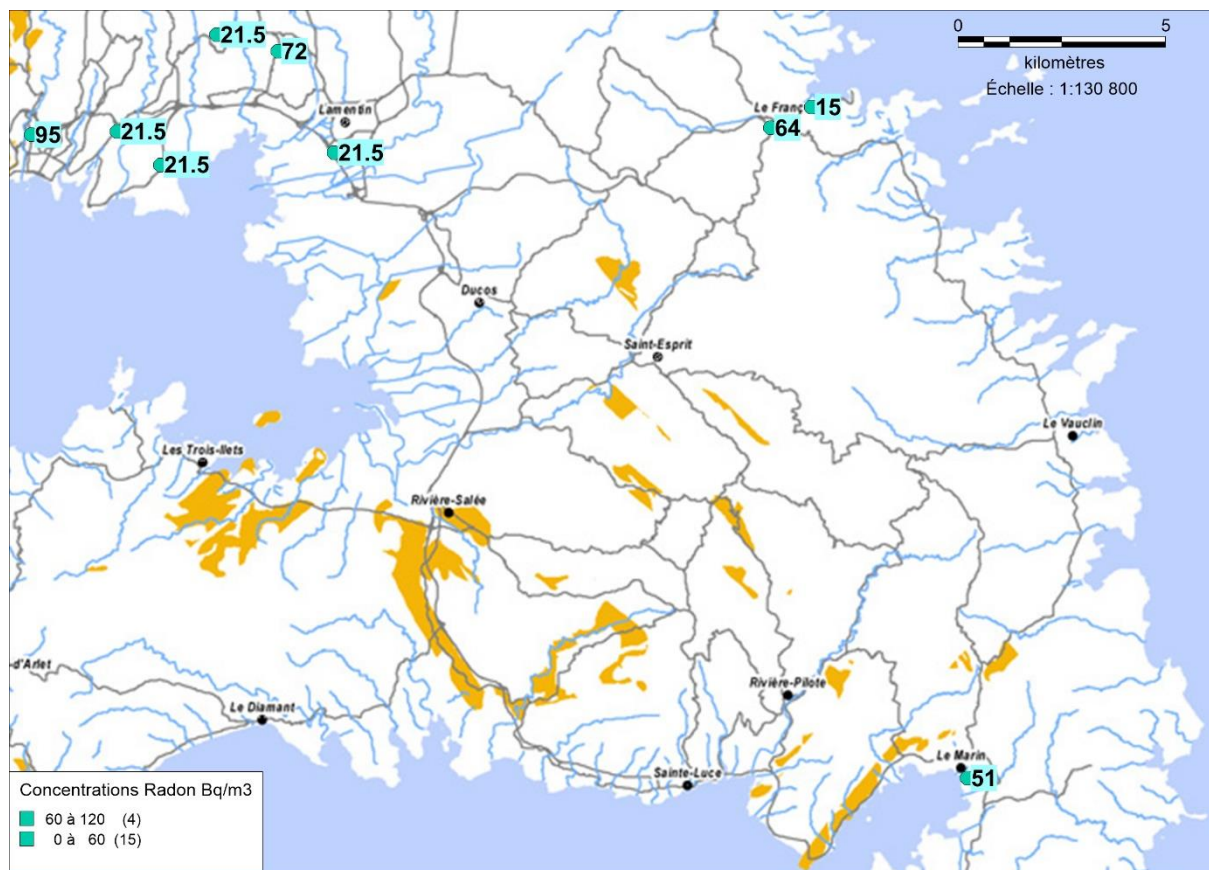 21.5
72
0 5
kilomètres
Échelle : 1:130 800
Lamentin
Le Franç
15
64
95
21.5
21.5
21.5
Ducos
Saint-Esprit
Le Vauclin
Les Trois-Ilets
Rivière-Salée
d'Arlet
Le Diamant
Rivière-Pilote
Sainte-Luce
Le Marin
51
Concentrations Radon Bq/m3
60 à 120 (4)
0 à 60 (15)